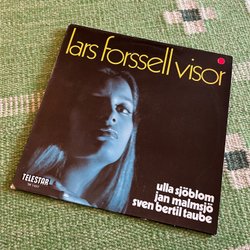 lars forssell visor
ulla sjöblom
jan malmsjö
sven bertil taube
TELESTAR